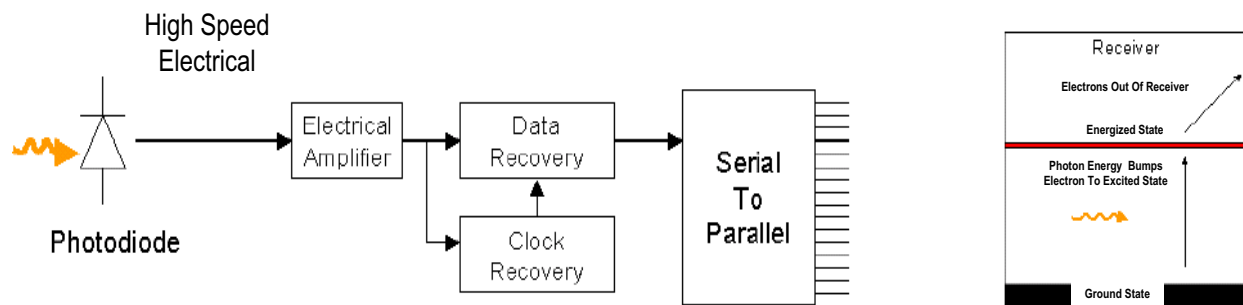 High Speed
Electrical
Photodiode
Electrical
Amplifier
Data
Recovery
Clock
Recovery
Serial
To
Parallel
Receiver
Electrons Out Of Receiver
Energized State
Photon Energy Bumps
Electron To Excited State
Ground State